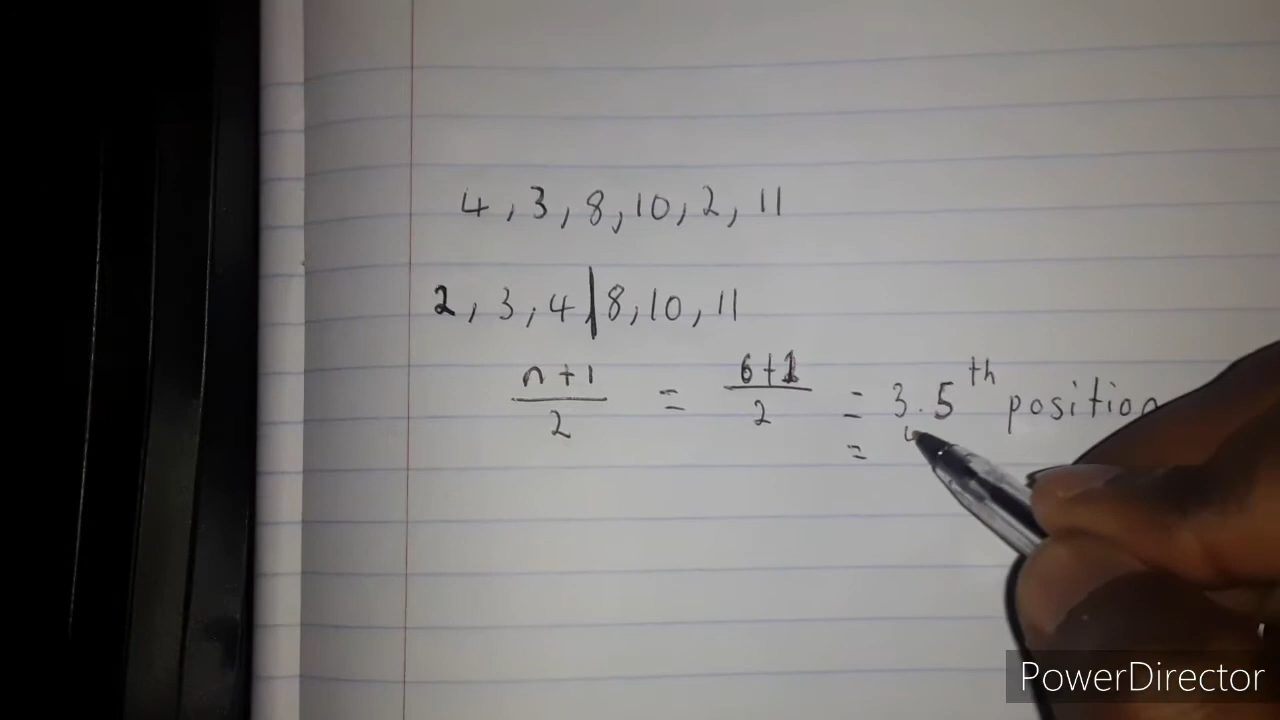 4, 3, 8, 10, 2, 11
2, 3, 4 | 8, 10, 11
n+1/2 = 6+1/2 = 3.5th position
=
PowerDirector